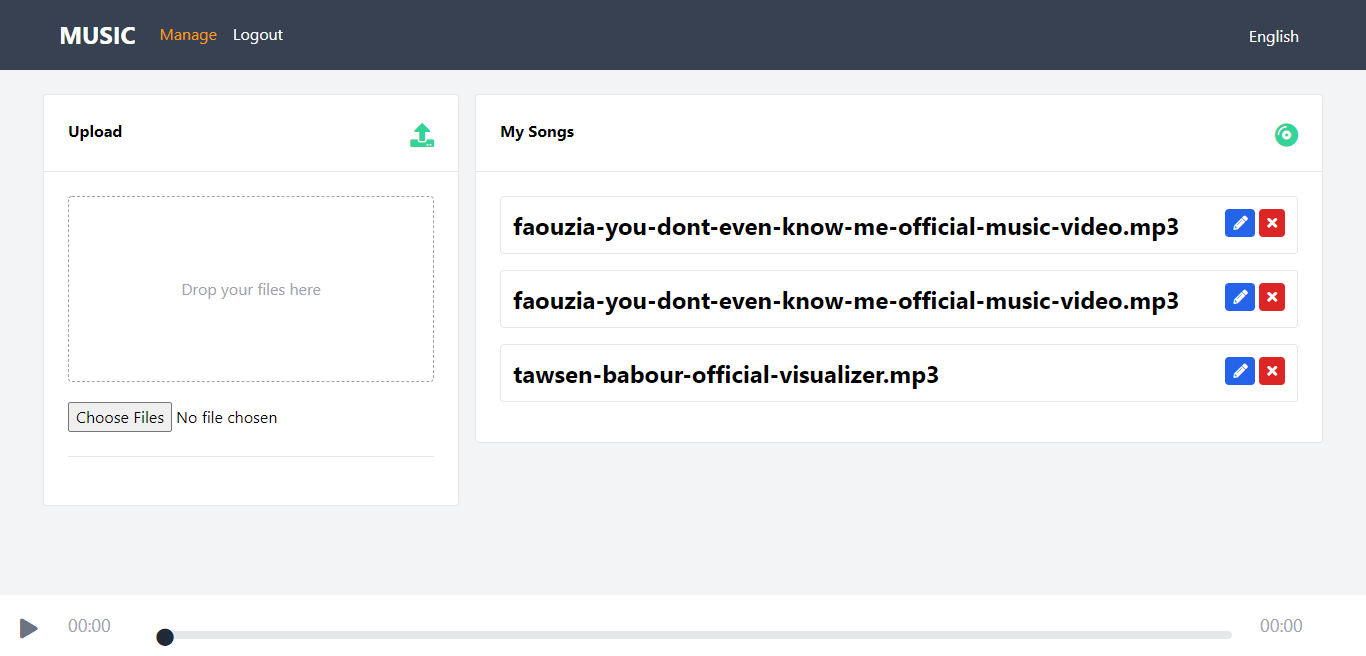 MUSIC Manage Logout English
Upload
Drop your files here
Choose Files No file chosen
My Songs
faouzia-you-dont-even-know-me-official-music-video.mp3
faouzia-you-dont-even-know-me-official-music-video.mp3
tawsen-babour-official-visualizer.mp3
00:00 00:00